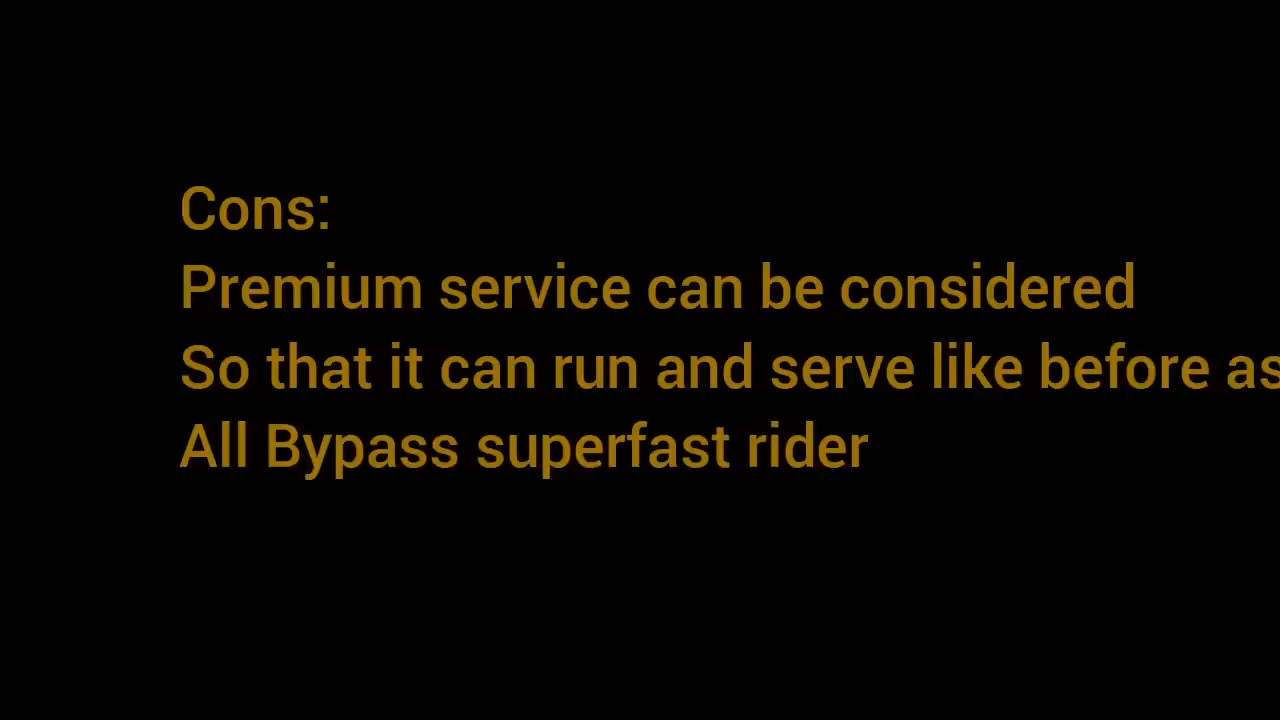 Cons:
Premium service can be considered
So that it can run and serve like before as
All Bypass superfast rider